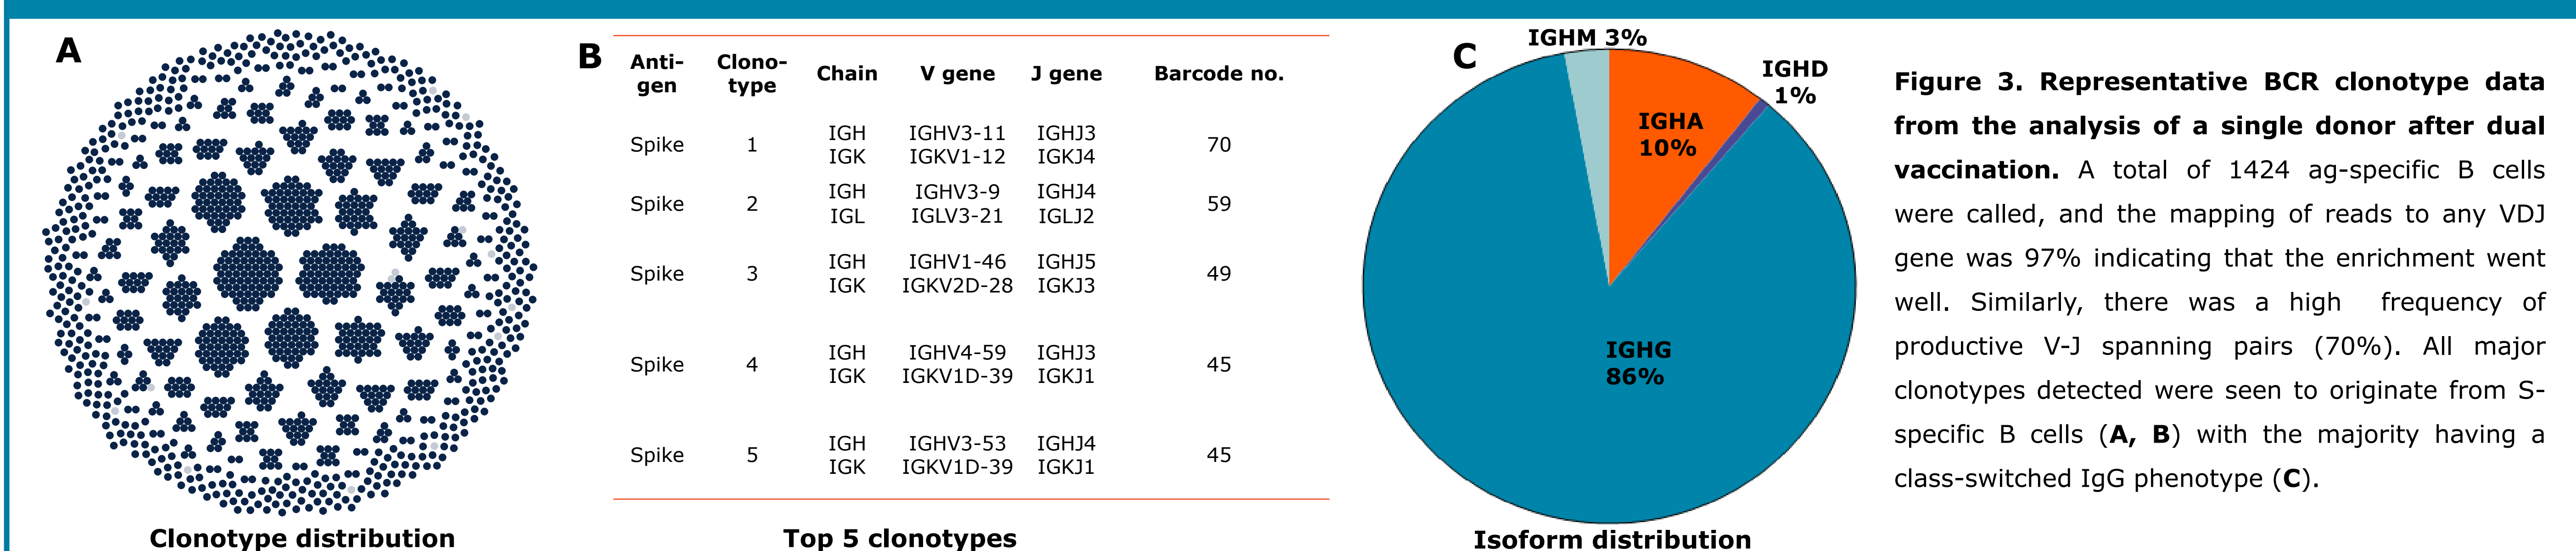 A
Clonotype distribution
B
Anti-
gen
Clono-
type
Chain
V gene
J gene
Barcode no.
Spike
1
IGH IGHV3-11 IGHJ3
IGK IGKV1-12 IGKJ4
70
Spike
2
IGH IGHV3-9 IGHJ4
IGL IGLV3-21 IGLJ2
59
Spike
3
IGH IGHV1-46 IGHJ5
IGK IGKV2D-28 IGKJ3
49
Spike
4
IGH IGHV4-59 IGHJ3
IGK IGKV1D-39 IGKJ1
45
Spike
5
IGH IGHV3-53 IGHJ4
IGK IGKV1D-39 IGKJ1
45
Top 5 clonotypes
C
IGHM 3%
IGHD
1%
IGHA
10%
IGHG
86%
Isoform distribution
Figure 3. Representative BCR clonotype data
from the analysis of a single donor after dual
vaccination. A total of 1424 ag-specific B cells
were called, and the mapping of reads to any VDJ
gene was 97% indicating that the enrichment went
well. Similarly, there was a high frequency of
productive V-J spanning pairs (70%). All major
clonotypes detected were seen to originate from S-
specific B cells (A, B) with the majority having a
class-switched IgG phenotype (C).